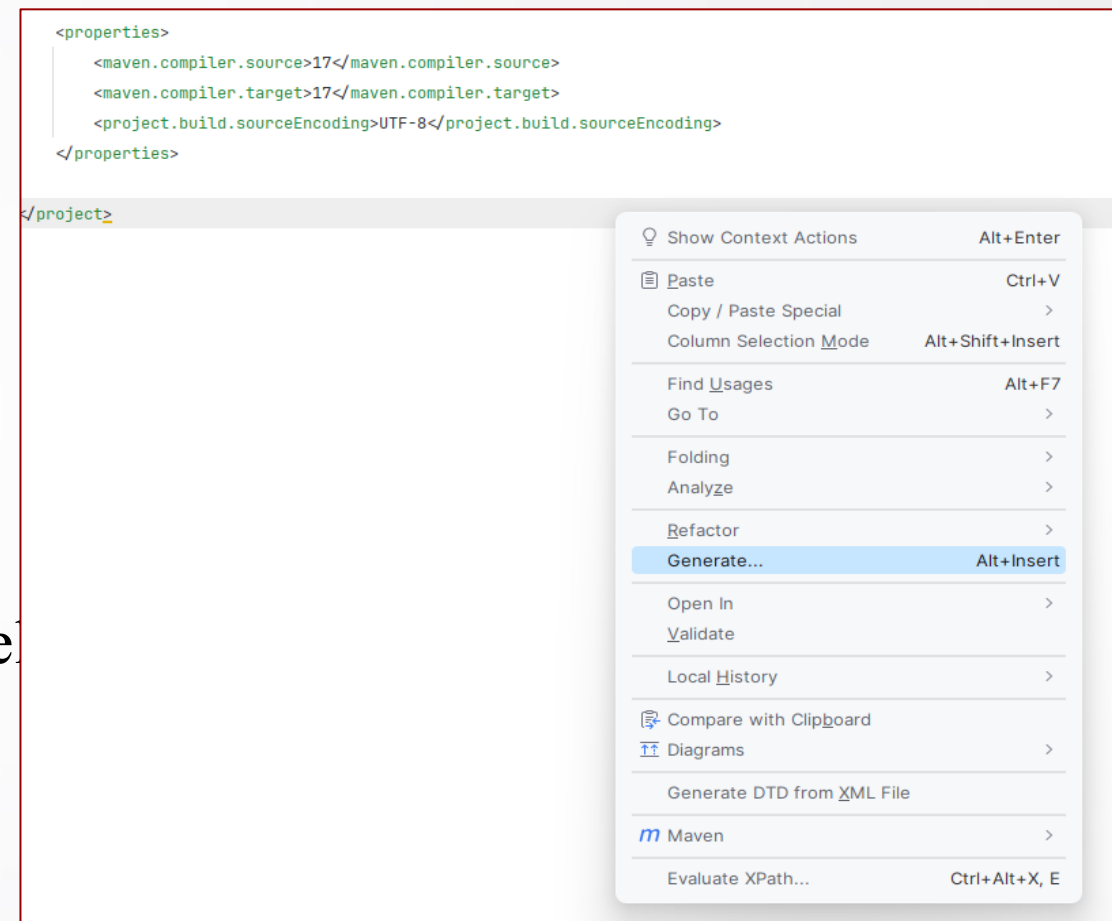 <properties>
<maven.compiler.source>17</maven.compiler.source>
<maven.compiler.target>17</maven.compiler.target>
<project.build.sourceEncoding>UTF-8</project.build.sourceEncoding>
</properties>
</project>
Show Context Actions Alt+Enter
Paste Ctrl+V
Copy / Paste Special
Column Selection Mode Alt+Shift+Insert
Find Usages Alt+F7
Go To
Folding
Analyze
Refactor
Generate... Alt+Insert
Open In
Validate
Local History
Compare with Clipboard
Diagrams
Generate DTD from XML File
m Maven
Evaluate XPath... Ctrl+Alt+X, E